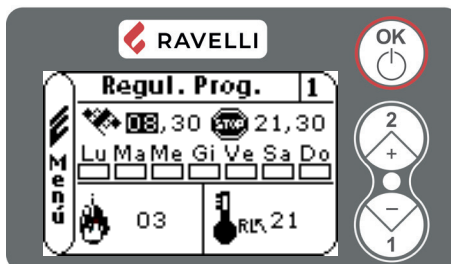 RAVELLI
OK
Regul. Prog. 1
08,30 STOP 21,30
Lu Ma Me Gi Ve Sa Do
Menú
03
21
2
+
−
1